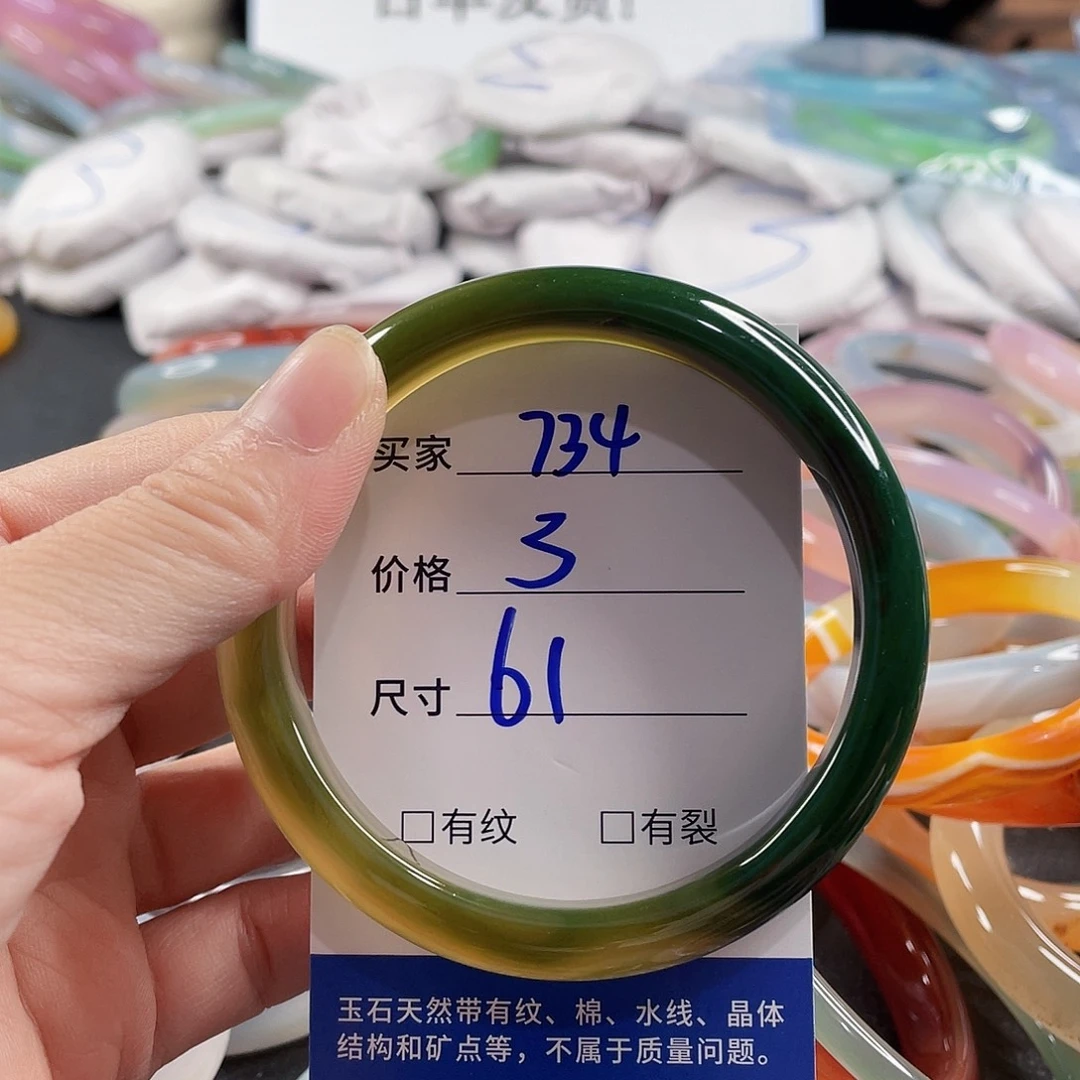 买家 734
价格 3
尺寸 61
□有纹 □有裂
玉石天然带有纹、棉、水线、晶体
结构和矿点等，不属于质量问题。